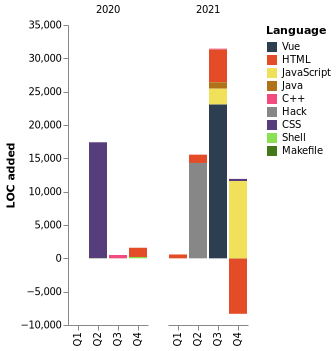 2020 2021
Language
Vue
HTML
JavaScript
Java
C++
Hack
CSS
Shell
Makefile
LOC added
35,000
30,000
25,000
20,000
15,000
10,000
5,000
0
−5,000
−10,000
Q1 Q2 Q3 Q4 Q1 Q2 Q3 Q4